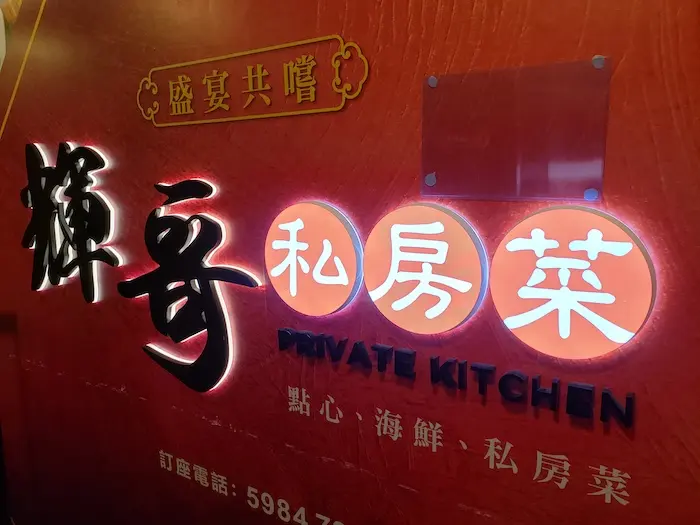 盛宴共嚐
輝哥私房菜
PRIVATE KITCHEN
點心、海鮮、私房菜
訂座電話: 5984